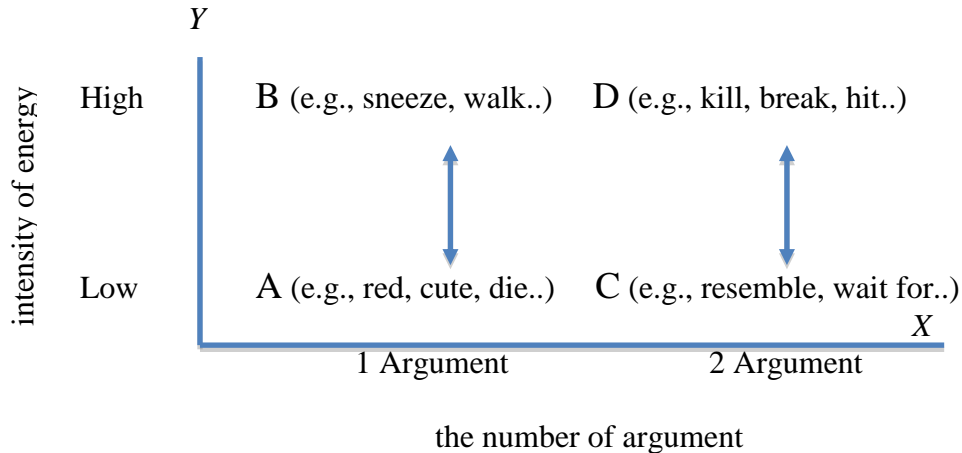 Y
intensity of energy
High
B (e.g., sneeze, walk..)
D (e.g., kill, break, hit..)
Low
A (e.g., red, cute, die..)
C (e.g., resemble, wait for..)
X
1 Argument
2 Argument
the number of argument